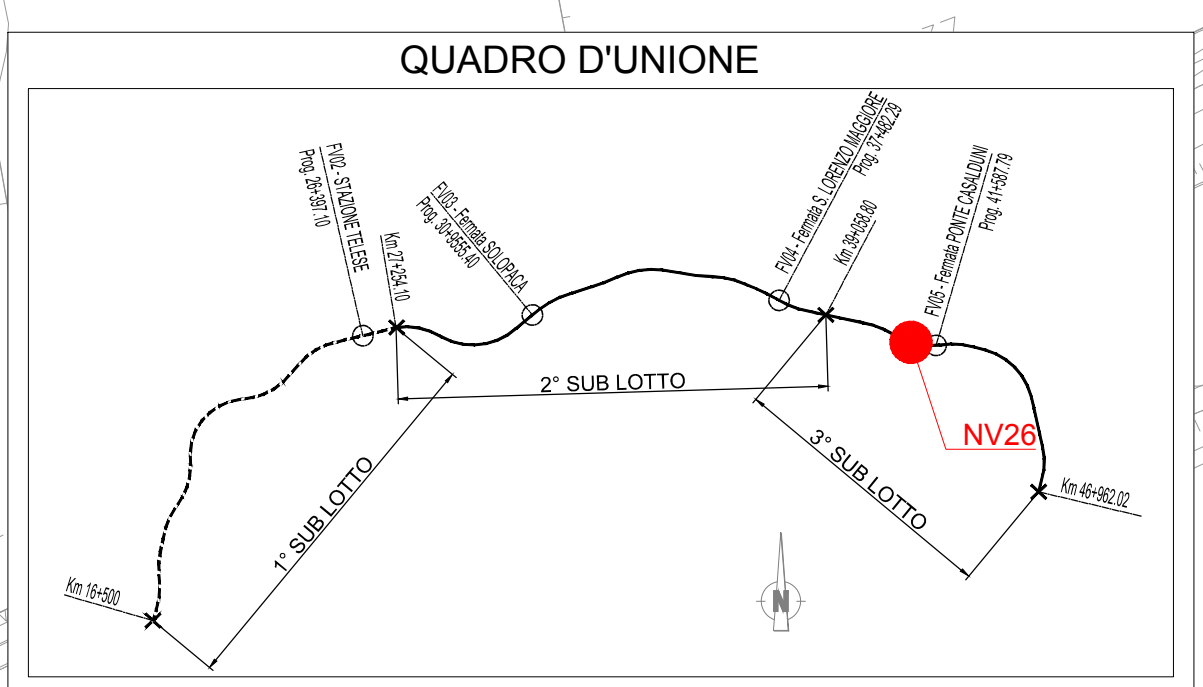 QUADRO D'UNIONE
FV02 - STAZIONE TELESE
Prog. 26+397.10
Km 27+254.10
FV03 - Fermata SOLOPACA
Prog. 30+9555.40
FV04 - Fermata S. LORENZO MAGGIORE
Prog. 37+482.29
Km 39+058.80
FV05 - Fermata PONTE CASALDUNI
Prog. 41+587.79
2° SUB LOTTO
NV26
3° SUB LOTTO
1° SUB LOTTO
Km 46+962.02
Km 16+500
N